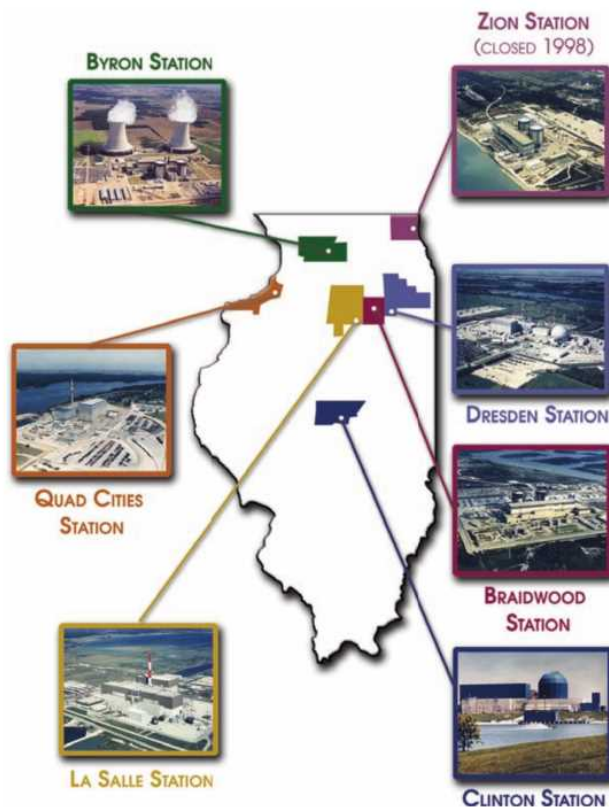 ZION STATION
(CLOSED 1998)
BYRON STATION
DRESDEN STATION
QUAD CITIES
STATION
BRAIDWOOD
STATION
LA SALLE STATION
CLINTON STATION